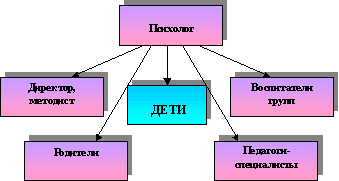 Психолог
Директор,
методист
Воспитатели
групп
ДЕТИ
Родители
Педагоги-
специалисты